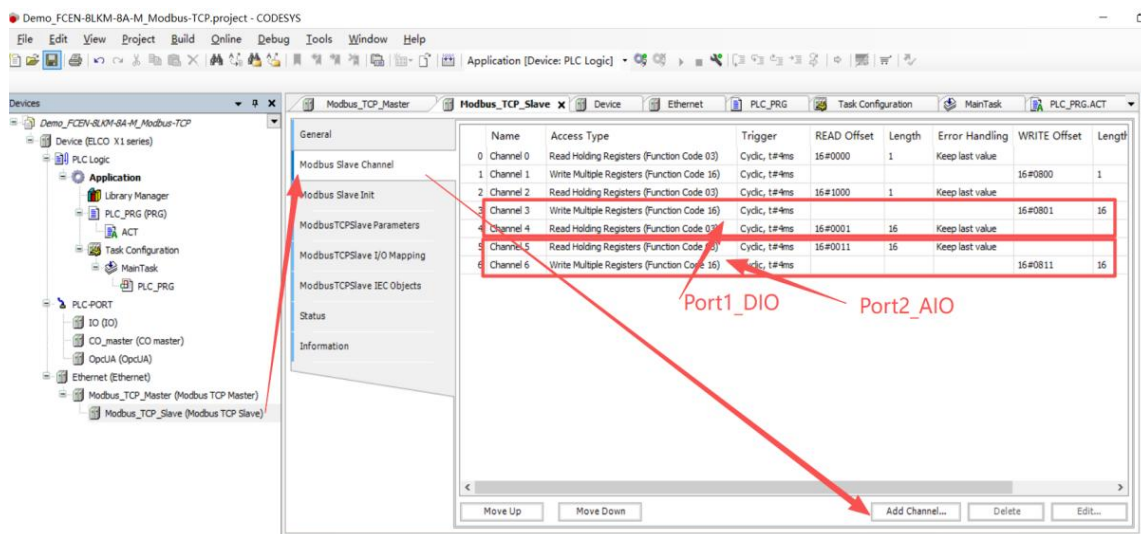 Demo_FCEN-8LKM-8A-M_Modbus-TCP.project - CODESYS
File Edit View Project Build Online Debug Tools Window Help
Application [Device: PLC Logic]
Devices
Modbus_TCP_Master Modbus_TCP_Slave Device Ethernet PLC_PRG Task Configuration MainTask PLC_PRG.ACT
Demo_FCEN-8LKM-8A-M_Modbus-TCP
Device (ELCO X1 series)
PLC Logic
Application
Library Manager
PLC_PRG (PRG)
ACT
Task Configuration
MainTask
PLC_PRG
PLC-PORT
IO (IO)
CO_master (CO master)
OpcUA (OpcUA)
Ethernet (Ethernet)
Modbus_TCP_Master (Modbus TCP Master)
Modbus_TCP_Slave (Modbus TCP Slave)
General
Modbus Slave Channel
Modbus Slave Init
ModbusTCPSlave Parameters
ModbusTCPSlave I/O Mapping
ModbusTCPSlave IEC Objects
Status
Information
Name Access Type Trigger READ Offset Length Error Handling WRITE Offset Length
0 Channel 0 Read Holding Registers (Function Code 03) Cyclic, t#4ms 16#0000 1 Keep last value
1 Channel 1 Write Multiple Registers (Function Code 16) Cyclic, t#4ms 16#0800 1
2 Channel 2 Read Holding Registers (Function Code 03) Cyclic, t#4ms 16#1000 1 Keep last value
3 Channel 3 Write Multiple Registers (Function Code 16) Cyclic, t#4ms 16#0801 16
4 Channel 4 Read Holding Registers (Function Code 03) Cyclic, t#4ms 16#0001 16 Keep last value
5 Channel 5 Read Holding Registers (Function Code 03) Cyclic, t#4ms 16#0011 16 Keep last value
6 Channel 6 Write Multiple Registers (Function Code 16) Cyclic, t#4ms 16#0811 16
Port1_DIO
Port2_AIO
Move Up Move Down Add Channel... Delete Edit...